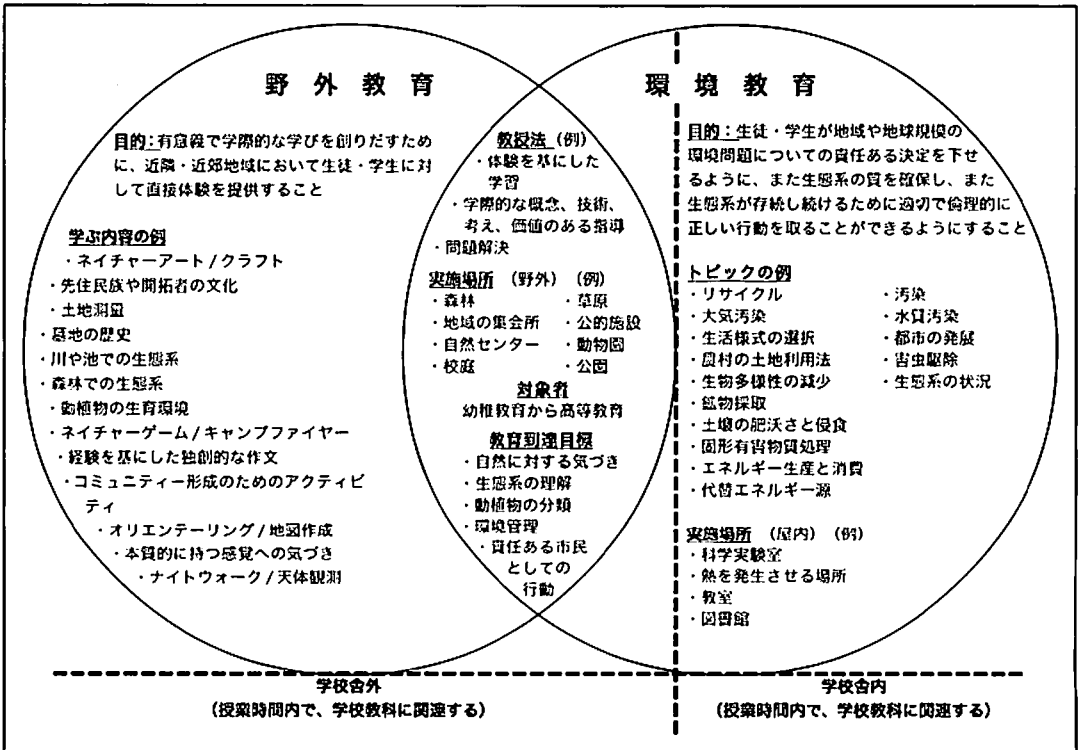 野外教育
目的：有意義で学際的な学びを創りだすため
に、近隣・近郊地域において生徒・学生に対
して直接体験を提供すること
学ぶ内容の例
・ネイチャーアート / クラフト
・先住民族や開拓者の文化
・土地測量
・墓地の歴史
・川や池での生態系
・森林での生態系
・動植物の生育環境
・ネイチャーゲーム / キャンプファイヤー
・経験を基にした独創的な作文
・コミュニティー形成のためのアクティビ
ティ
・オリエンテーリング / 地図作成
・本質的に持つ感覚への気づき
・ナイトウォーク / 天体観測
教授法（例）
・体験を基にした
学習
・学際的な概念、技術、
考え、価値のある指導
・問題解決
実施場所 （野外）（例）
・森林 ・草原
・地域の集会所 ・公的施設
・自然センター ・動物園
・校庭 ・公園
対象者
幼稚教育から高等教育
教育到達目標
・自然に対する気づき
・生態系の理解
・動植物の分類
・環境管理
・責任ある市民
としての
行動
環境教育
目的：生徒・学生が地域や地球規模の
環境問題についての責任ある決定を下せ
るように、また生態系の質を確保し、また
生態系が存続し続けるために適切で倫理的に
正しい行動を取ることができるようにすること
トピックの例
・リサイクル ・汚染
・大気汚染 ・水質汚染
・生活様式の選択 ・都市の発展
・農村の土地利用法 ・害虫駆除
・生物多様性の減少 ・生態系の状況
・鉱物採取
・土壌の肥沃さと侵食
・固形有害物質処理
・エネルギー生産と消費
・代替エネルギー源
実施場所 （屋内）（例）
・科学実験室
・熱を発生させる場所
・教室
・図書館
学校舎外
（授業時間内で、学校教科に関連する）
学校舎内
（授業時間内で、学校教科に関連する）